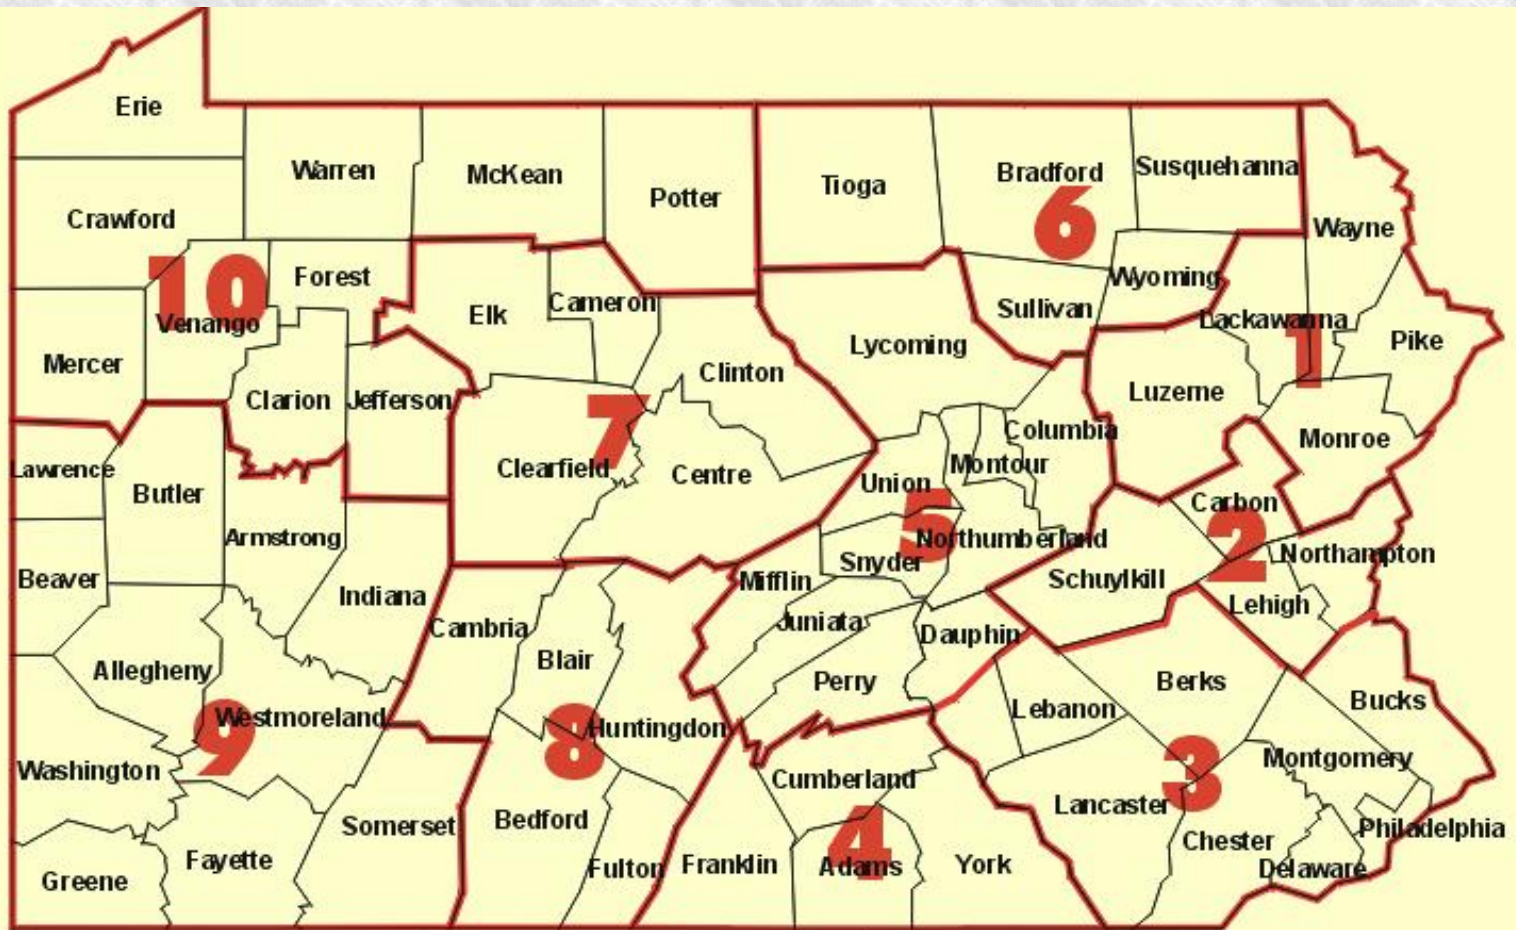 Erie
Warren
McKean
Potter
Tioga
Bradford
Susquehanna
Crawford
6
Wayne
10
Forest
Elk
Cameron
Sullivan
Wyoming
Venango
Lackawanna
Mercer
Lycoming
Pike
1
Clarion
Jefferson
Clinton
Luzerne
7
Columbia
Monroe
Lawrence
Butler
Clearfield
Centre
Union
Montour
Carbon
5
2
Armstrong
Northumberland
Northampton
Beaver
Snyder
Mifflin
Schuylkill
Indiana
Lehigh
Cambria
Juniata
Dauphin
Allegheny
Blair
Perry
Berks
Bucks
Westmoreland
Huntingdon
Lebanon
9
8
3
Washington
Cumberland
Montgomery
Lancaster
Somerset
Bedford
4
Chester
Philadelphia
Greene
Fayette
Fulton
Franklin
Adams
York
Delaware